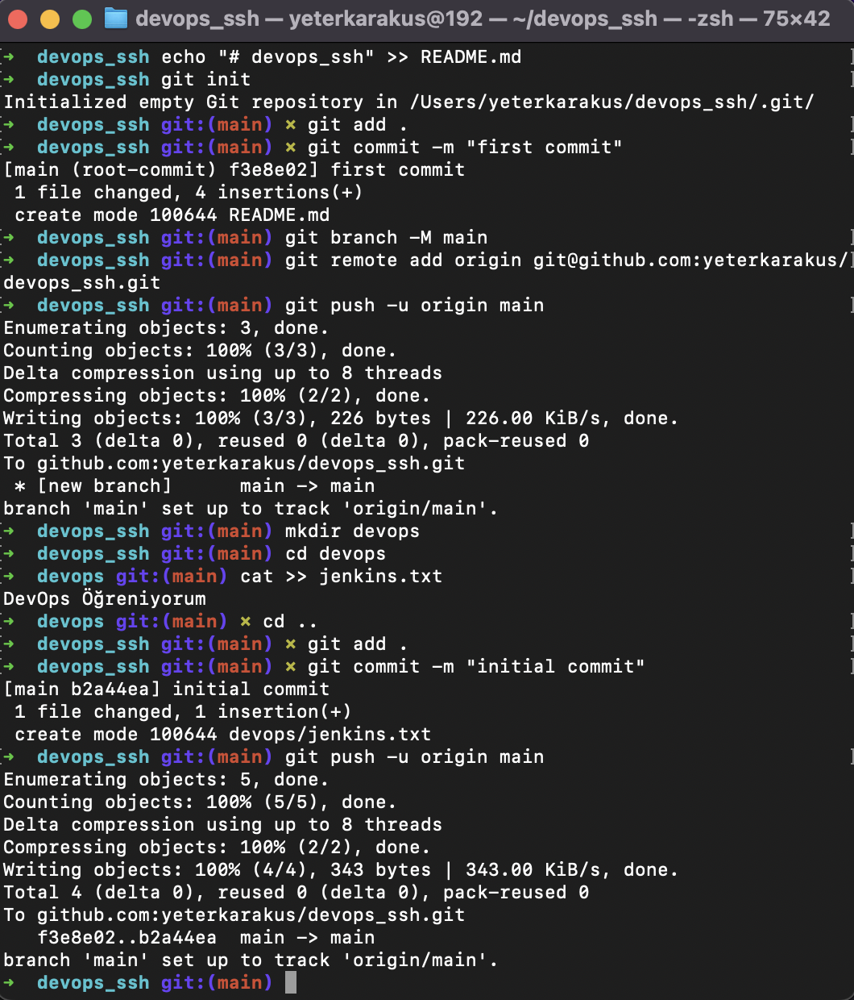 devops_ssh — yeterkarakus@192 — ~/devops_ssh — -zsh — 75×42
→  devops_ssh echo "# devops_ssh" >> README.md
→  devops_ssh git init
Initialized empty Git repository in /Users/yeterkarakus/devops_ssh/.git/
→  devops_ssh git:(main) × git add .
→  devops_ssh git:(main) × git commit -m "first commit"
[main (root-commit) f3e8e02] first commit
 1 file changed, 4 insertions(+)
 create mode 100644 README.md
→  devops_ssh git:(main) git branch -M main
→  devops_ssh git:(main) git remote add origin git@github.com:yeterkarakus/
devops_ssh.git
→  devops_ssh git:(main) git push -u origin main
Enumerating objects: 3, done.
Counting objects: 100% (3/3), done.
Delta compression using up to 8 threads
Compressing objects: 100% (2/2), done.
Writing objects: 100% (3/3), 226 bytes | 226.00 KiB/s, done.
Total 3 (delta 0), reused 0 (delta 0), pack-reused 0
To github.com:yeterkarakus/devops_ssh.git
 * [new branch]      main -> main
branch 'main' set up to track 'origin/main'.
→  devops_ssh git:(main) mkdir devops
→  devops_ssh git:(main) cd devops
→  devops git:(main) cat >> jenkins.txt
DevOps Öğreniyorum
→  devops git:(main) × cd ..
→  devops_ssh git:(main) × git add .
→  devops_ssh git:(main) × git commit -m "initial commit"
[main b2a44ea] initial commit
 1 file changed, 1 insertion(+)
 create mode 100644 devops/jenkins.txt
→  devops_ssh git:(main) git push -u origin main
Enumerating objects: 5, done.
Counting objects: 100% (5/5), done.
Delta compression using up to 8 threads
Compressing objects: 100% (2/2), done.
Writing objects: 100% (4/4), 343 bytes | 343.00 KiB/s, done.
Total 4 (delta 0), reused 0 (delta 0), pack-reused 0
To github.com:yeterkarakus/devops_ssh.git
   f3e8e02..b2a44ea  main -> main
branch 'main' set up to track 'origin/main'.
→  devops_ssh git:(main)